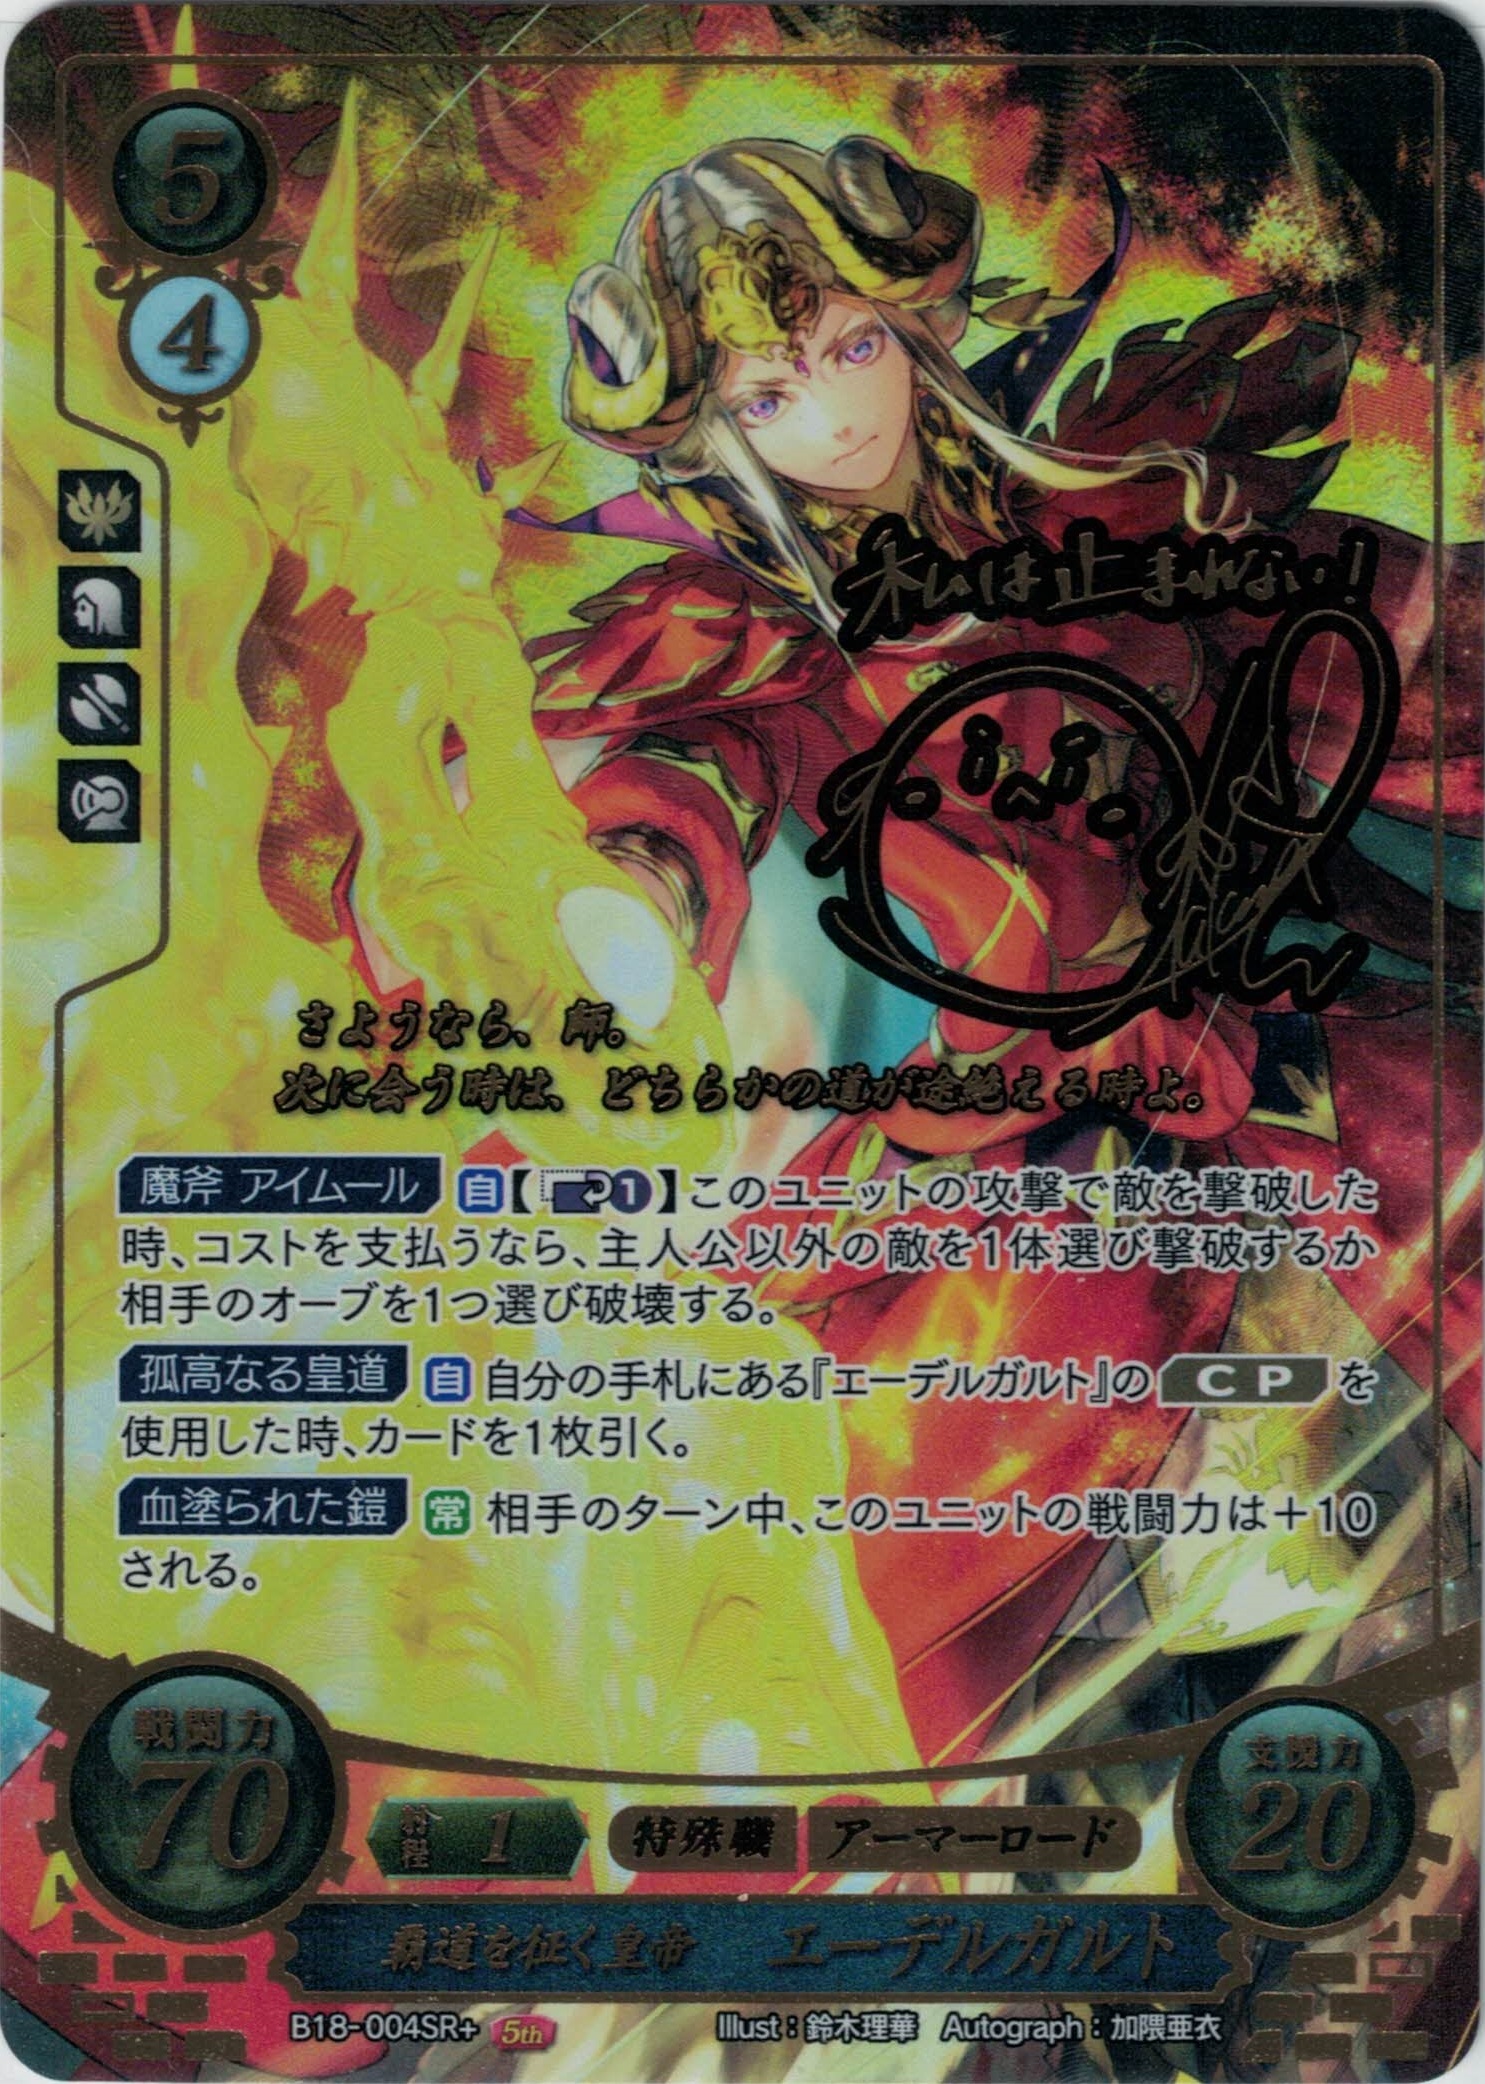 5
4
私は止まれない!
さようなら、師。
次に会う時は、どちらかの道が途絶える時よ。
魔斧 アイムール 自【 1】このユニットの攻撃で敵を撃破した
時、コストを支払うなら、主人公以外の敵を1体選び撃破するか
相手のオーブを1つ選び破壊する。
孤高なる皇道 自 自分の手札にある『エーデルガルト』の CP を
使用した時、カードを1枚引く。
血塗られた鎧 常 相手のターン中、このユニットの戦闘力は+10
される。
戦闘力
70
射程 1
特殊職 アーマーロード
支援力
20
覇道を征く皇帝 エーデルガルト
B18-004SR+ 5th Illust:鈴木理華 Autograph:加隈亜衣